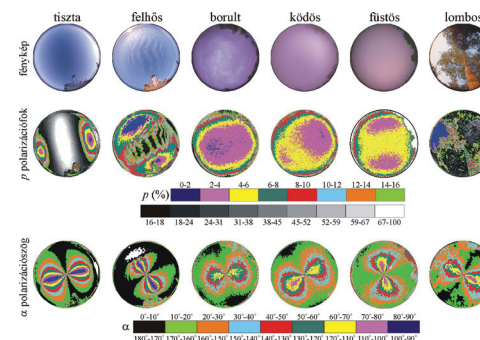 tiszta felhős borult ködös füstös lombos
fénykép
p polarizációfok
0-2 2-4 4-6 6-8 8-10 10-12 12-14 14-16
p (%)
16-18 18-24 24-31 31-38 38-45 45-52 52-59 59-67 67-100
α polarizációszög
0°-10° 10°-20° 20°-30° 30°-40° 40°-50° 50°-60° 60°-70° 70°-80° 80°-90°
α
180°-170° 170°-160° 160°-150° 150°-140° 140°-130° 130°-120° 120°-110° 110°-100° 100°-90°